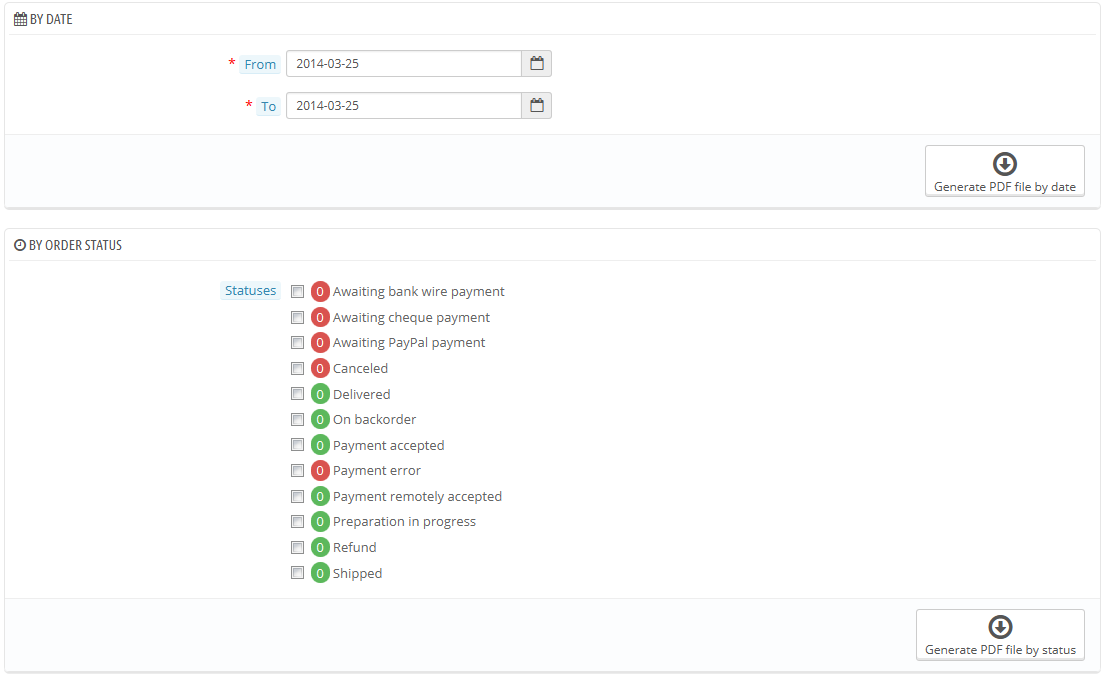 BY DATE
* From 2014-03-25
* To 2014-03-25
Generate PDF file by date
BY ORDER STATUS
Statuses 0 Awaiting bank wire payment
0 Awaiting cheque payment
0 Awaiting PayPal payment
0 Canceled
0 Delivered
0 On backorder
0 Payment accepted
0 Payment error
0 Payment remotely accepted
0 Preparation in progress
0 Refund
0 Shipped
Generate PDF file by status